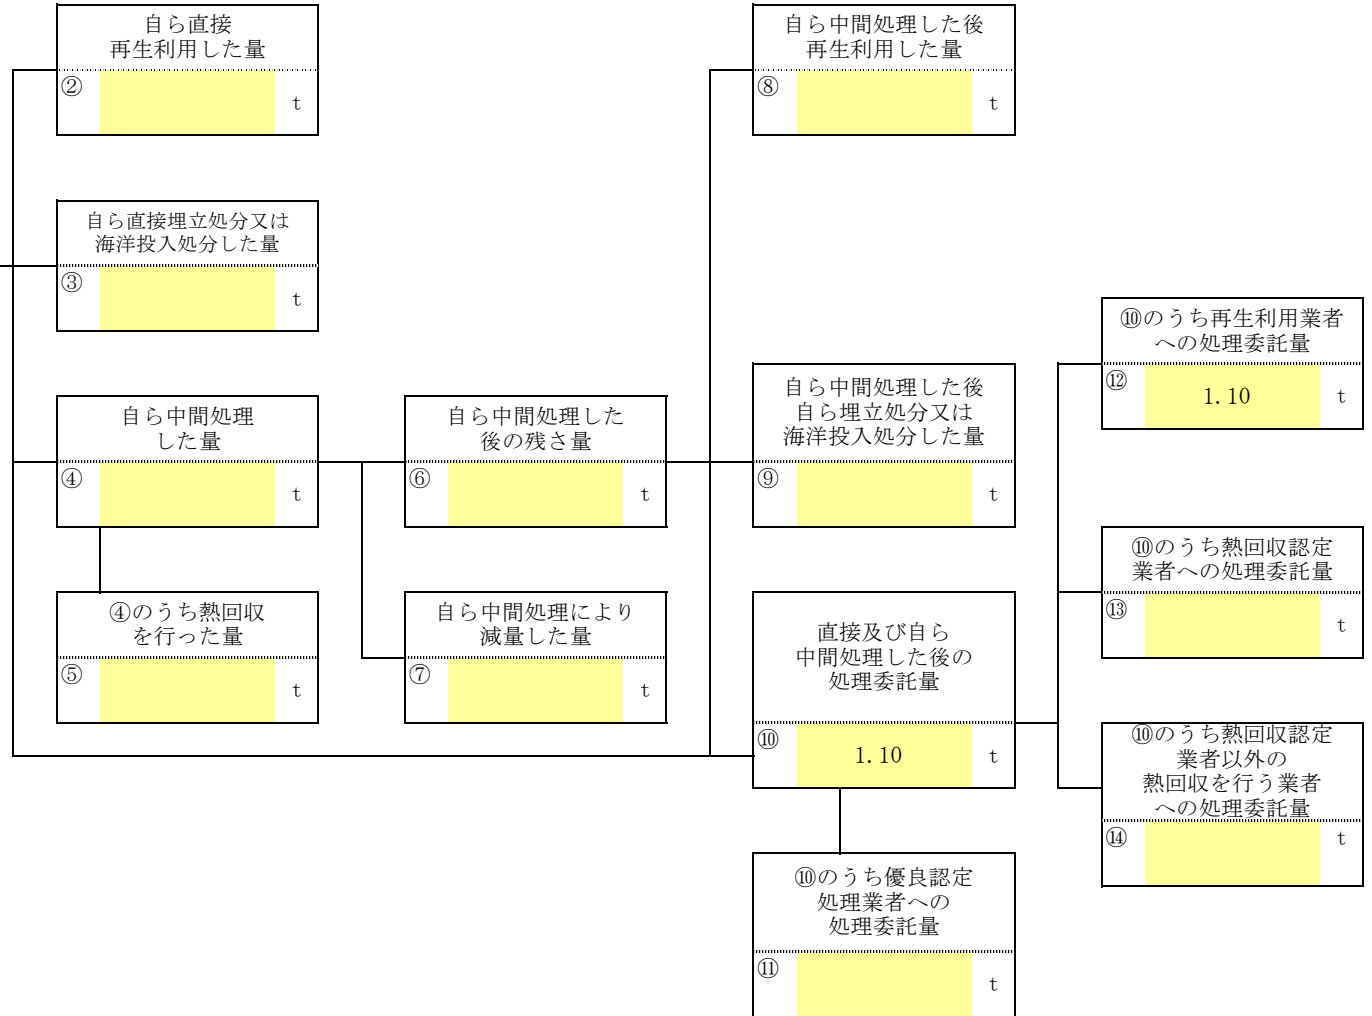 自ら直接
再生利用した量
②
t
自ら中間処理した後
再生利用した量
⑧
t
自ら直接埋立処分又は
海洋投入処分した量
③
t
⑩のうち再生利用業者
への処理委託量
⑫
1.10
t
自ら中間処理
した量
④
t
自ら中間処理した
後の残さ量
⑥
t
自ら中間処理した後
自ら埋立処分又は
海洋投入処分した量
⑨
t
⑩のうち熱回収認定
業者への処理委託量
⑬
t
④のうち熱回収
を行った量
⑤
t
自ら中間処理により
減量した量
⑦
t
直接及び自ら
中間処理した後の
処理委託量
⑩
1.10
t
⑩のうち熱回収認定
業者以外の
熱回収を行う業者
への処理委託量
⑭
t
⑩のうち優良認定
処理業者への
処理委託量
⑪
t